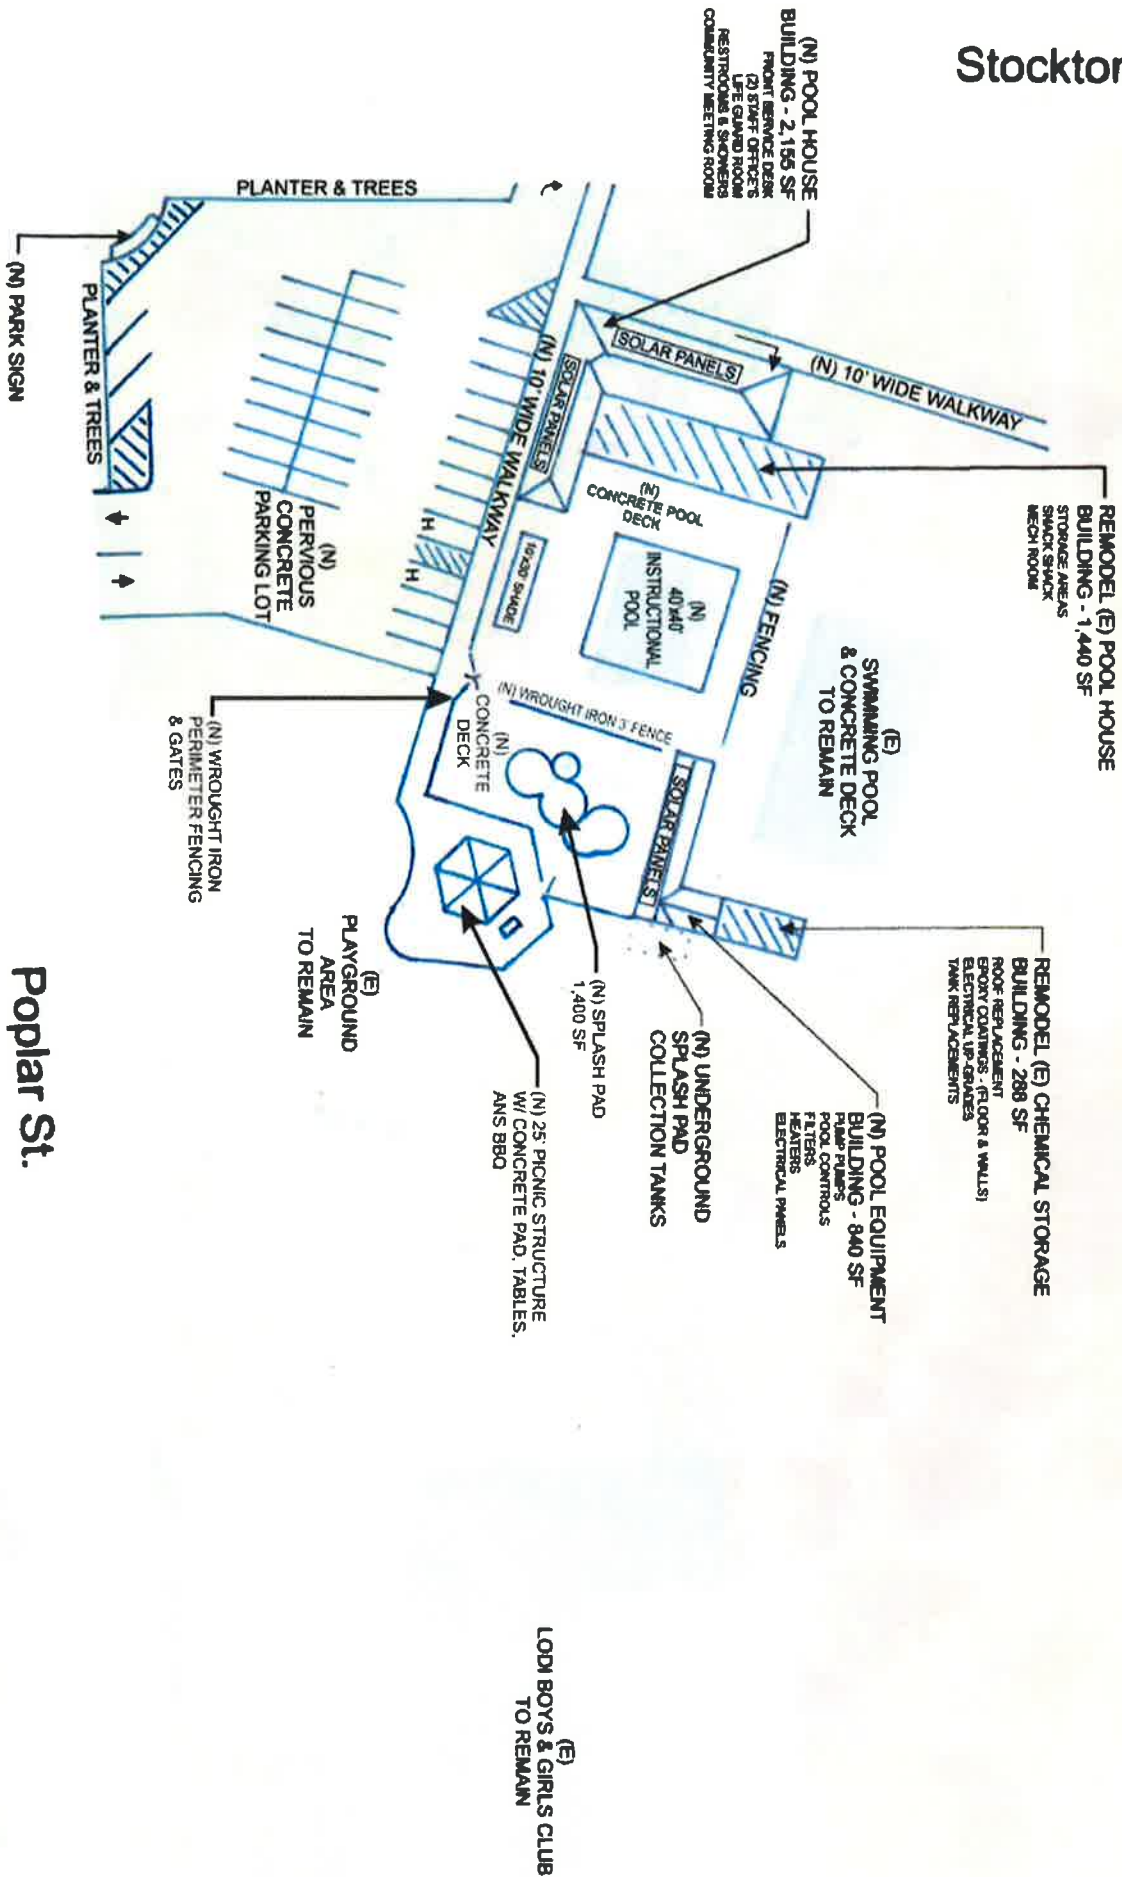 Stockton
(N) POOL HOUSE
BUILDING - 2,155 SF
FRONT SERVICE DESK
(2) STAFF OFFICE'S
LIFE GUARD ROOM
RESTROOMS & SHOWERS
COMMUNITY MEETING ROOM
REMODEL (E) POOL HOUSE
BUILDING - 1,440 SF
STORAGE AREAS
SNACK SHACK
MECH ROOM
REMODEL (E) CHEMICAL STORAGE
BUILDING - 288 SF
ROOF REPLACEMENT
EPOXY COATINGS - (FLOOR & WALLS)
ELECTRICAL UP-GRADES
TANK REPLACEMENTS
(N) POOL EQUIPMENT
BUILDING - 840 SF
PUMP PUMPS
POOL CONTROLS
FILTERS
HEATERS
ELECTRICAL PANELS
(N) 10' WIDE WALKWAY
SOLAR PANELS
(E)
SWIMMING POOL
& CONCRETE DECK
TO REMAIN
(N) FENCING
(N)
CONCRETE POOL
DECK
(N)
40'x40'
INSTRUCTIONAL
POOL
SOLAR PANELS
10'X30' SHADE
(N) 10' WIDE WALKWAY
(N) WROUGHT IRON 3' FENCE
SOLAR PANELS
(N)
CONCRETE
DECK
(N) UNDERGROUND
SPLASH PAD
COLLECTION TANKS
(N) SPLASH PAD
1,400 SF
(N) 25' PICNIC STRUCTURE
W/ CONCRETE PAD, TABLES,
ANS BBQ
(E)
LODI BOYS & GIRLS CLUB
TO REMAIN
PLANTER & TREES
H
H
(N)
PERVIOUS
CONCRETE
PARKING LOT
(E)
PLAYGROUND
AREA
TO REMAIN
(N) WROUGHT IRON
PERIMETER FENCING
& GATES
PLANTER & TREES
(N) PARK SIGN
Poplar St.